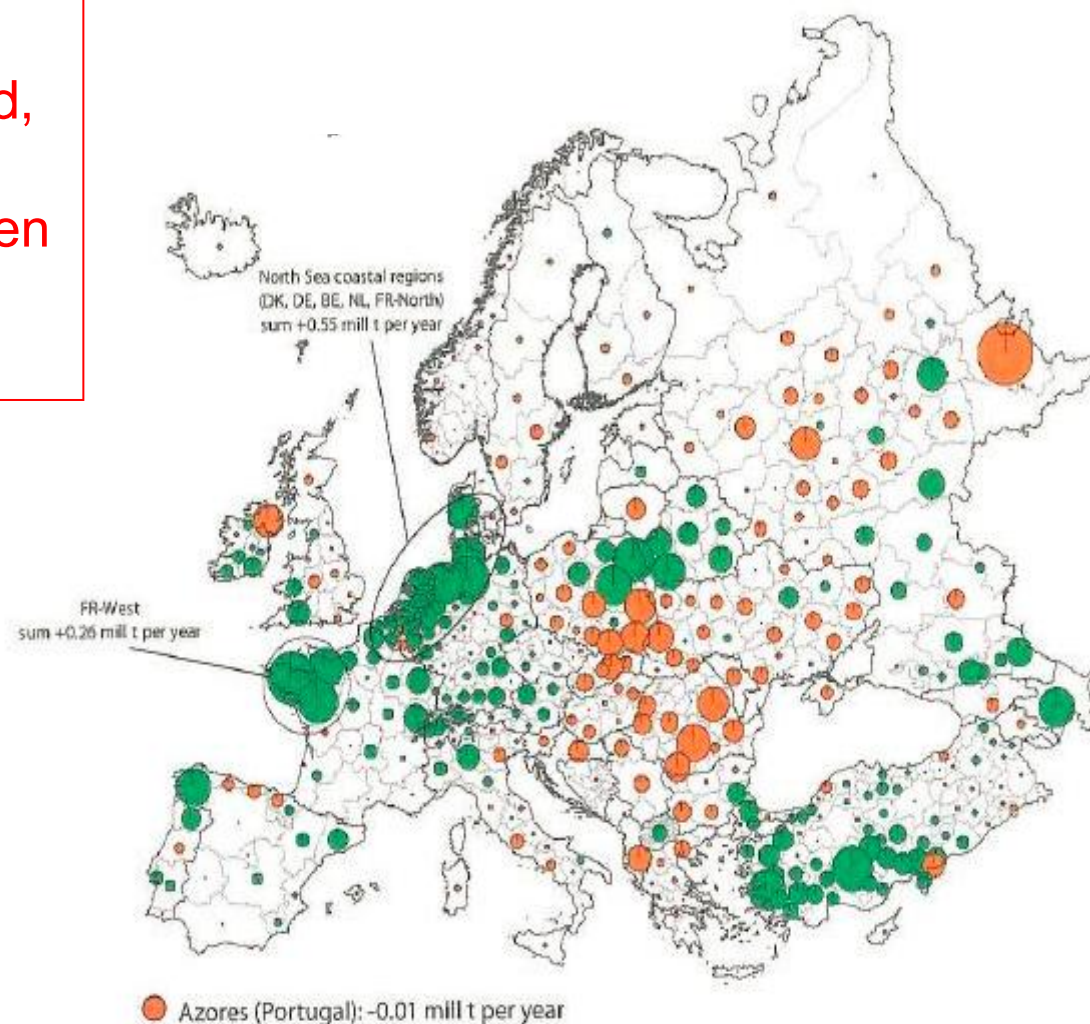 d,
en
North Sea coastal regions
(DK, DE, BE, NL, FR-North)
sum +0.55 mill t per year
FR-West
sum +0.26 mill t per year
Azores (Portugal): -0.01 mill t per year